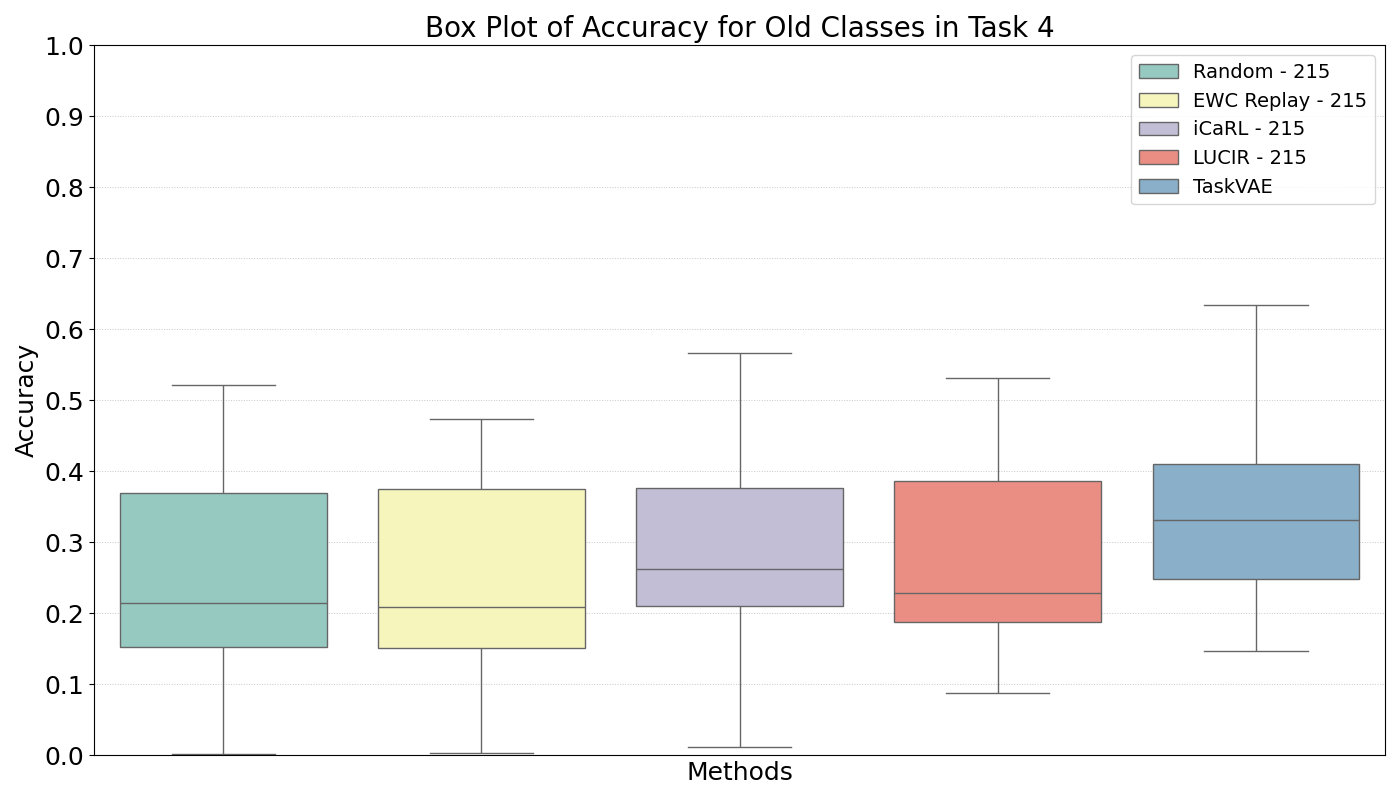 Box Plot of Accuracy for Old Classes in Task 4
1.0
0.9
0.8
0.7
0.6
0.5
0.4
0.3
0.2
0.1
0.0
Accuracy
Methods
Random - 215
EWC Replay - 215
iCaRL - 215
LUCIR - 215
TaskVAE